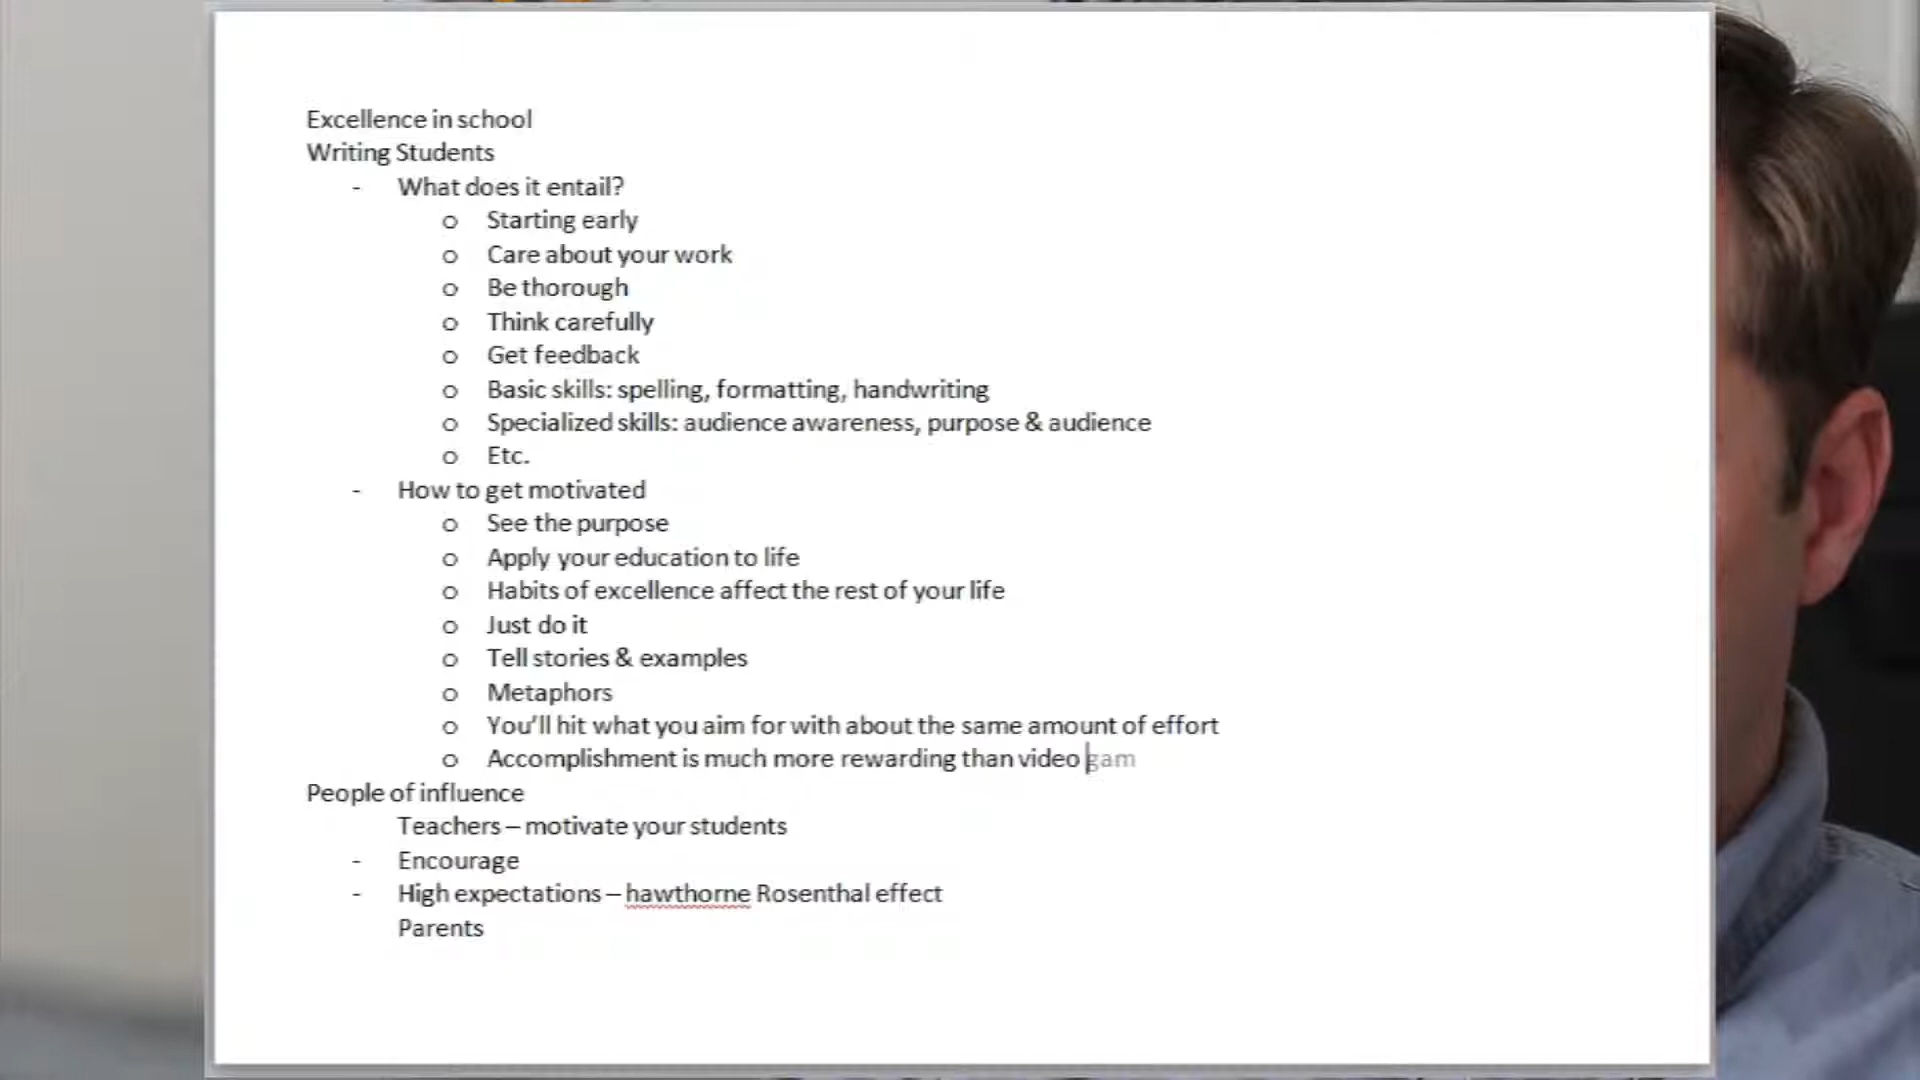 Excellence in school
Writing Students
- What does it entail?
o Starting early
o Care about your work
o Be thorough
o Think carefully
o Get feedback
o Basic skills: spelling, formatting, handwriting
o Specialized skills: audience awareness, purpose & audience
o Etc.
- How to get motivated
o See the purpose
o Apply your education to life
o Habits of excellence affect the rest of your life
o Just do it
o Tell stories & examples
o Metaphors
o You'll hit what you aim for with about the same amount of effort
o Accomplishment is much more rewarding than video gam
People of influence
Teachers – motivate your students
- Encourage
- High expectations – hawthorne Rosenthal effect
Parents